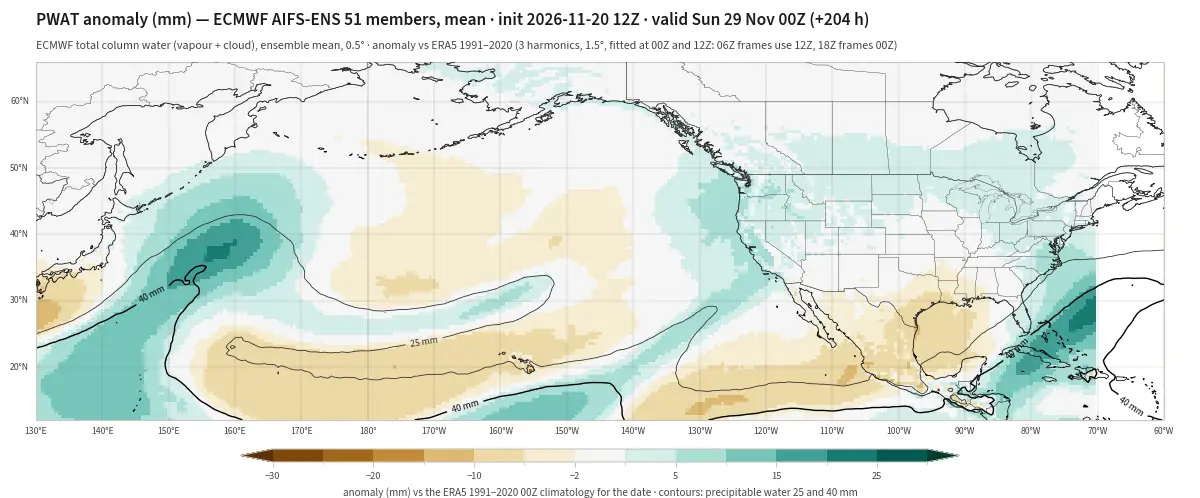 PWAT anomaly (mm) — ECMWF AIFS-ENS 51 members, mean · init 2026-11-20 12Z · valid Sun 29 Nov 00Z (+204 h)
ECMWF total column water (vapour + cloud), ensemble mean, 0.5° · anomaly vs ERA5 1991–2020 (3 harmonics, 1.5°, fitted at 00Z and 12Z: 06Z frames use 12Z, 18Z frames 00Z)
60°N
50°N
40°N
30°N
20°N
40 mm
25 mm
40 mm
40 mm
130°E 140°E 150°E 160°E 170°E 180° 170°W 160°W 150°W 140°W 130°W 120°W 110°W 100°W 90°W 80°W 70°W 60°W
−30 −20 −10 −2 5 15 25
anomaly (mm) vs the ERA5 1991–2020 00Z climatology for the date · contours: precipitable water 25 and 40 mm